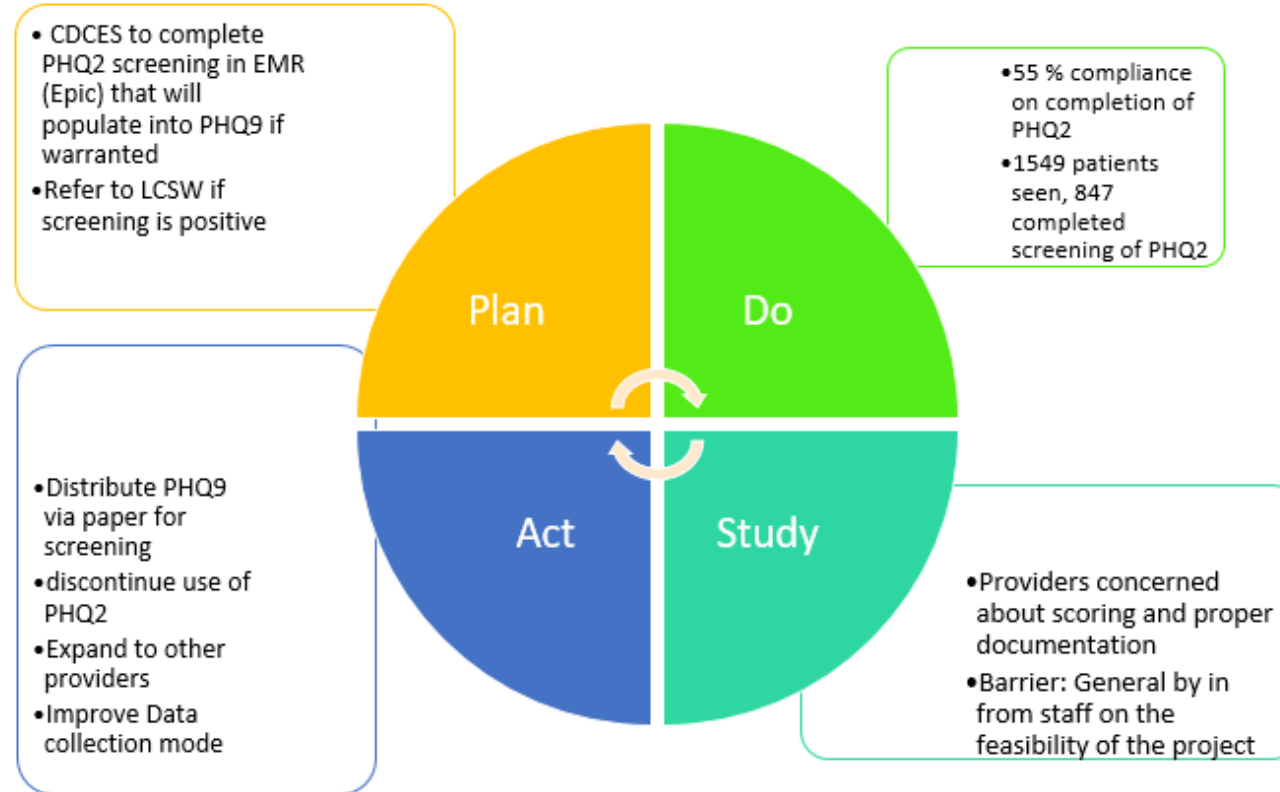 • CDCES to complete
PHQ2 screening in EMR
(Epic) that will
populate into PHQ9 if
warranted
•Refer to LCSW if
screening is positive
•55 % compliance
on completion of
PHQ2
•1549 patients
seen, 847
completed
screening of PHQ2
Plan
Do
Act
Study
•Distribute PHQ9
via paper for
screening
•discontinue use of
PHQ2
•Expand to other
providers
•Improve Data
collection mode
•Providers concerned
about scoring and proper
documentation
•Barrier: General by in
from staff on the
feasibility of the project